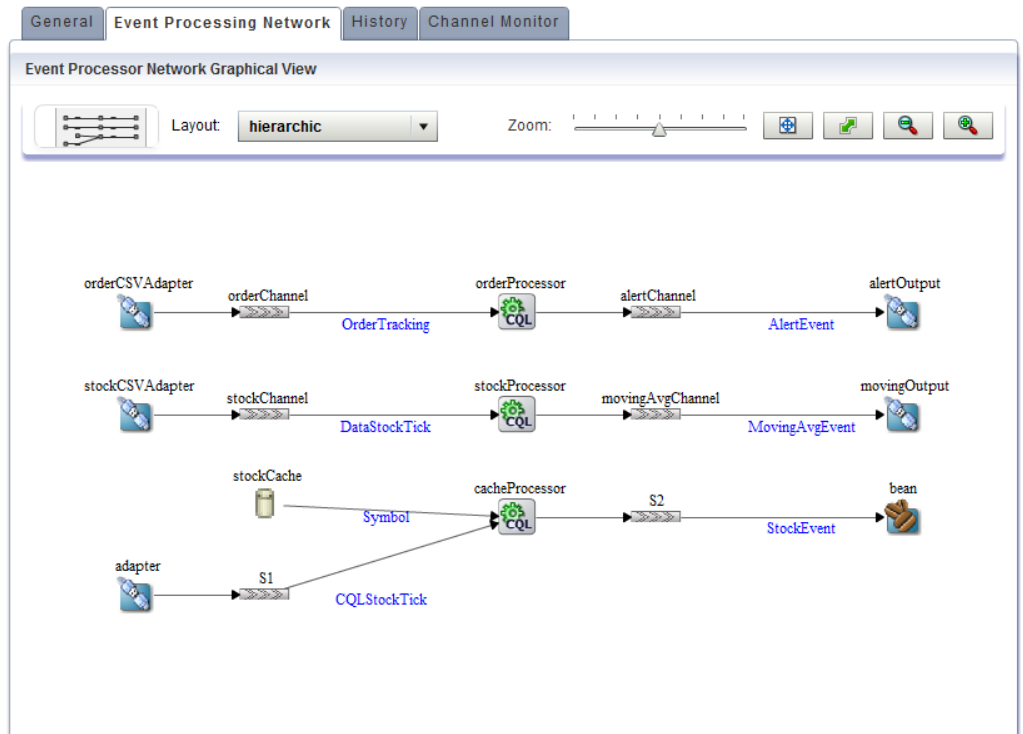 General Event Processing Network History Channel Monitor
Event Processor Network Graphical View
Layout: hierarchic Zoom:
orderCSVAdapter orderChannel orderProcessor alertChannel alertOutput
CQL
OrderTracking AlertEvent
stockCSVAdapter stockChannel stockProcessor movingAvgChannel movingOutput
CQL
DataStockTick MovingAvgEvent
stockCache cacheProcessor S2 bean
CQL
Symbol StockEvent
adapter S1
CQLStockTick